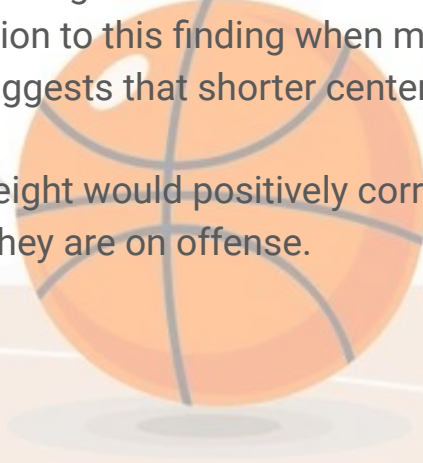 ion to this finding when m
ggests that shorter center
eight would positively corr
hey are on offense.